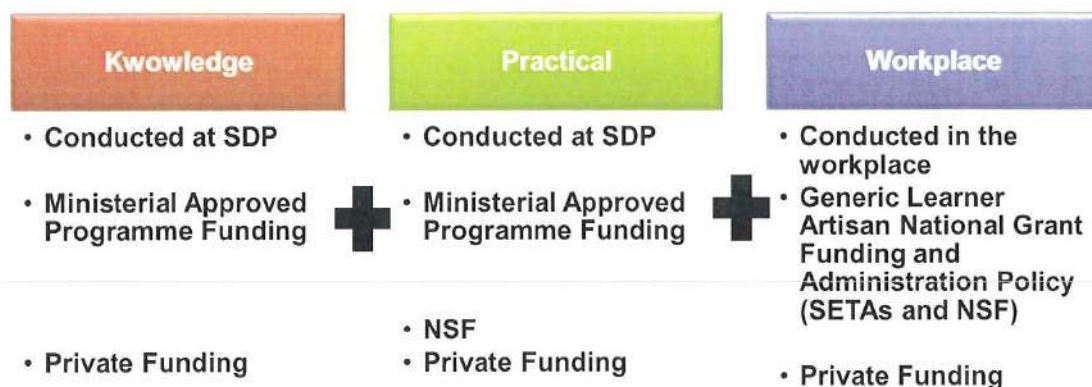 Kwowledge
• Conducted at SDP
• Ministerial Approved
Programme Funding
• Private Funding
Practical
• Conducted at SDP
• Ministerial Approved
Programme Funding
• NSF
• Private Funding
Workplace
• Conducted in the
workplace
• Generic Learner
Artisan National Grant
Funding and
Administration Policy
(SETAs and NSF)
• Private Funding